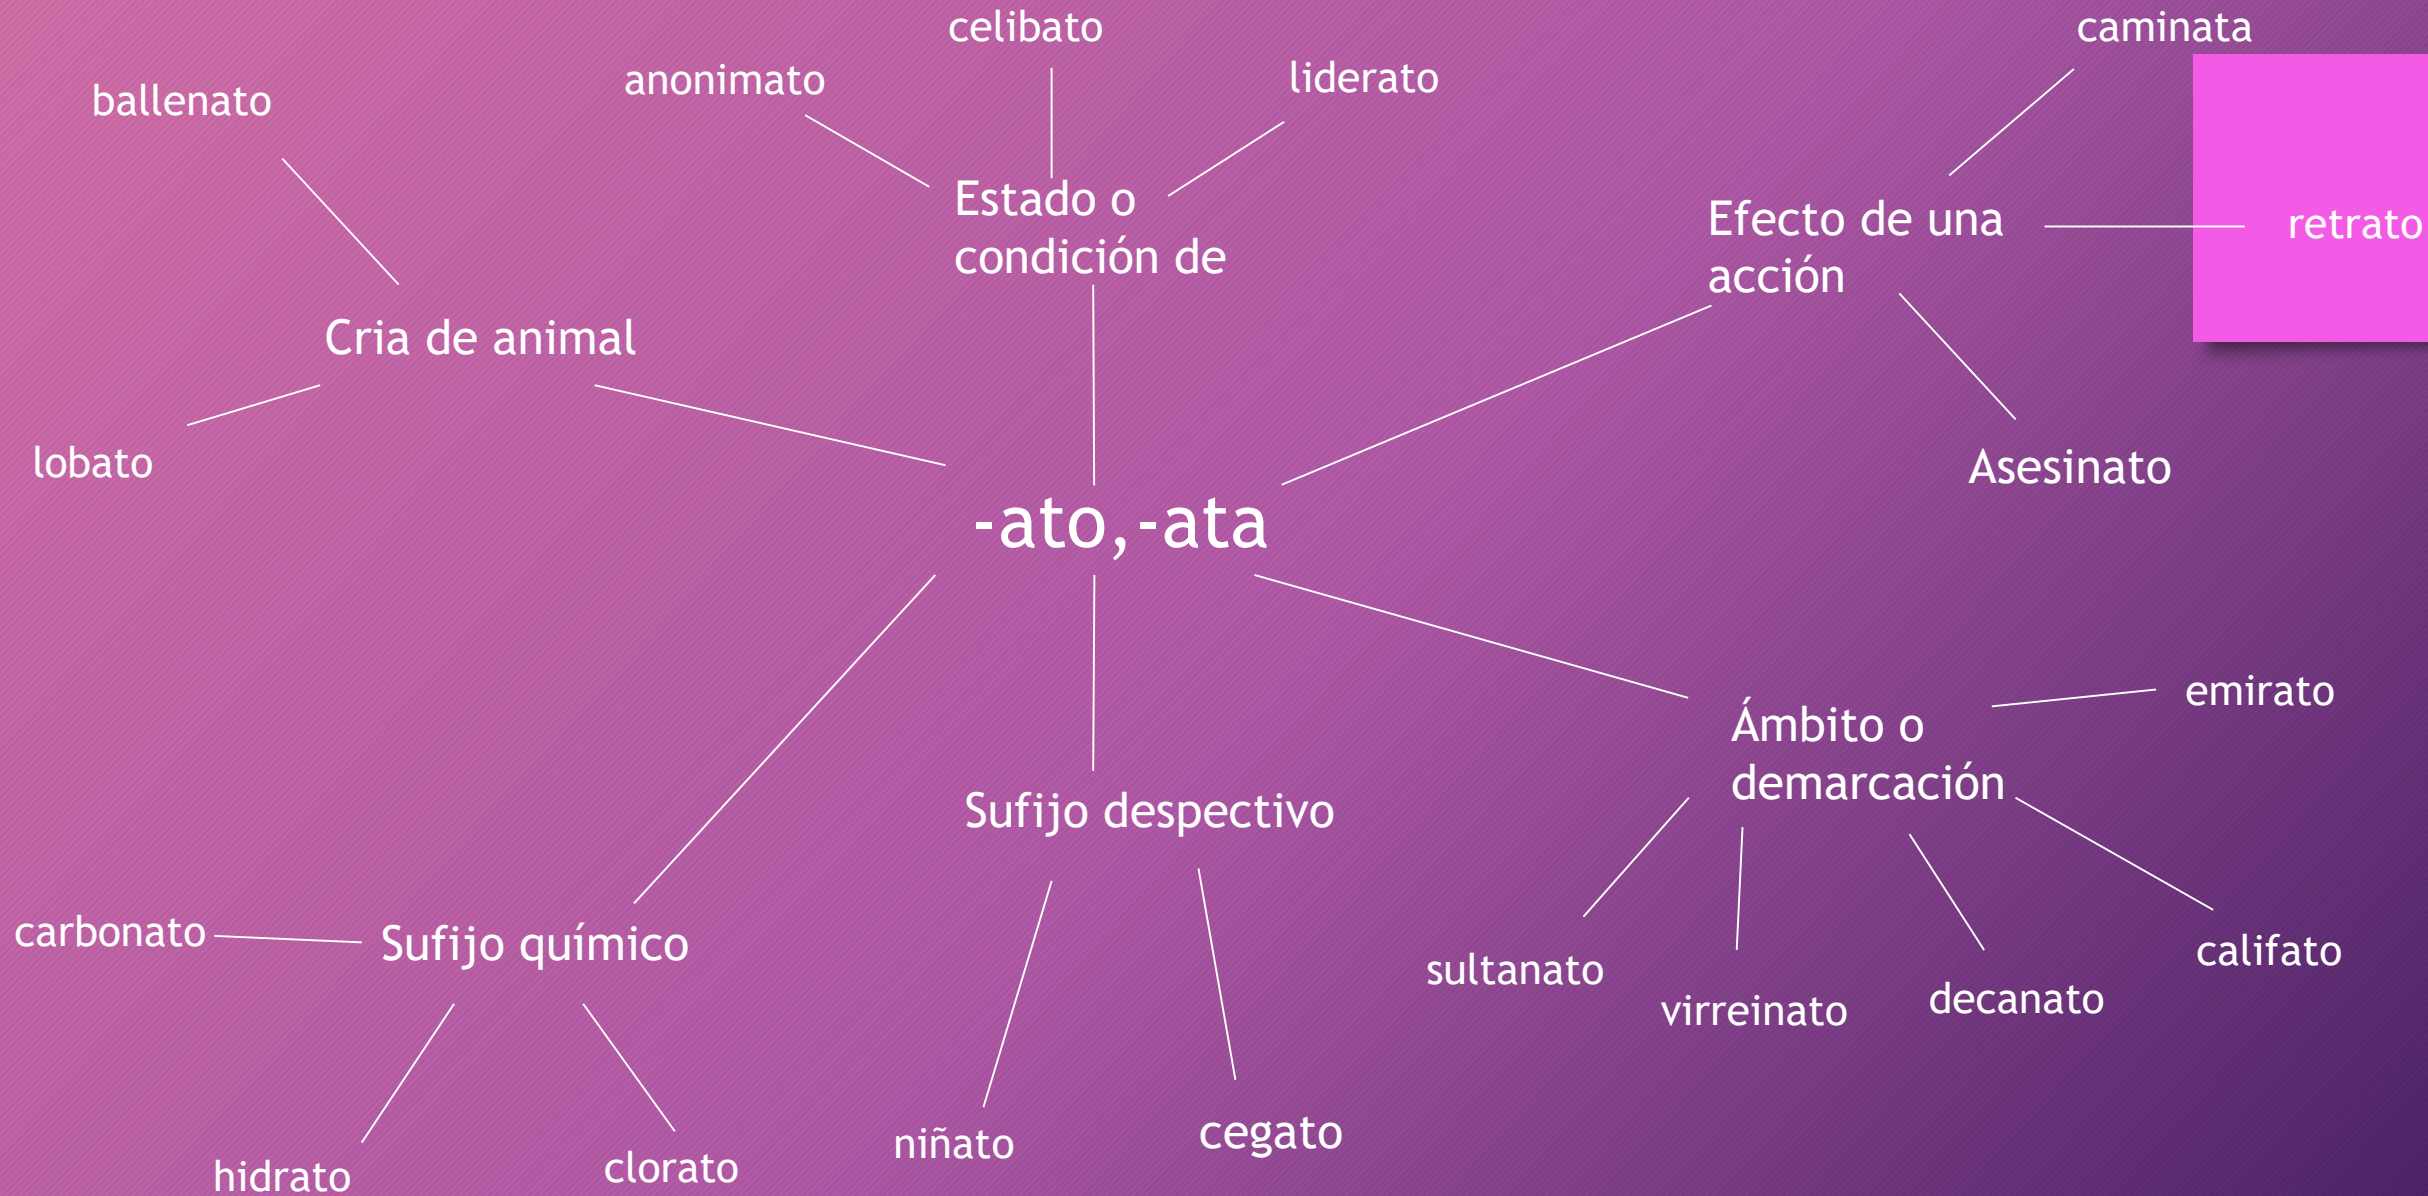 celibato
caminata
anonimato
liderato
ballenato
Estado o
condición de
Efecto de una
acción
retrato
Cria de animal
lobato
Asesinato
-ato,-ata
emirato
Ámbito o
demarcación
Sufijo despectivo
carbonato
Sufijo químico
sultanato
virreinato
decanato
califato
niñato
cegato
hidrato
clorato